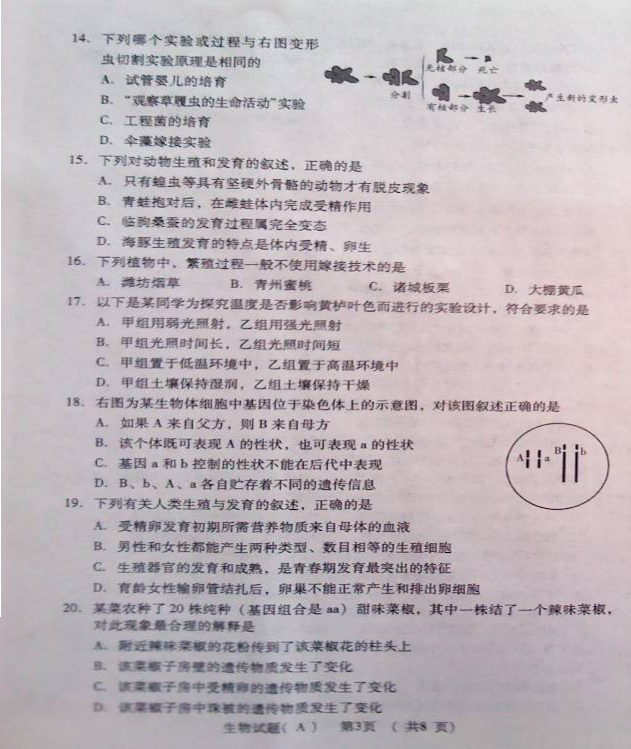 14. 下列哪个实验或过程与右图变形
虫切割实验原理是相同的
A. 试管婴儿的培育
B. “观察草履虫的生命活动”实验
C. 工程菌的培育
D. 伞藻嫁接实验
分割
无核部分 死亡
有核部分 生长
产生新的变形虫
15. 下列对动物生殖和发育的叙述，正确的是
A. 只有蝗虫等具有坚硬外骨骼的动物才有脱皮现象
B. 青蛙抱对后，在雌蛙体内完成受精作用
C. 临朐桑蚕的发育过程属完全变态
D. 海豚生殖发育的特点是体内受精、卵生
16. 下列植物中，繁殖过程一般不使用嫁接技术的是
A. 潍坊烟草 B. 青州蜜桃 C. 诸城板栗 D. 大棚黄瓜
17. 以下是某同学为探究温度是否影响黄栌叶色而进行的实验设计，符合要求的是
A. 甲组用弱光照射，乙组用强光照射
B. 甲组光照时间长，乙组光照时间短
C. 甲组置于低温环境中，乙组置于高温环境中
D. 甲组土壤保持湿润，乙组土壤保持干燥
18. 右图为某生物体细胞中基因位于染色体上的示意图，对该图叙述正确的是
A. 如果 A 来自父方，则 B 来自母方
B. 该个体既可表现 A 的性状，也可表现 a 的性状
C. 基因 a 和 b 控制的性状不能在后代中表现
D. B、b、A、a 各自贮存着不同的遗传信息
A a B b
19. 下列有关人类生殖与发育的叙述，正确的是
A. 受精卵发育初期所需营养物质来自母体的血液
B. 男性和女性都能产生两种类型、数目相等的生殖细胞
C. 生殖器官的发育和成熟，是青春期发育最突出的特征
D. 育龄女性输卵管结扎后，卵巢不能正常产生和排出卵细胞
20. 某菜农种了 20 株纯种（基因组合是 aa）甜味菜椒，其中一株结了一个辣味菜椒，
对此现象最合理的解释是
A. 附近辣味菜椒的花粉传到了该菜椒花的柱头上
B. 该菜椒子房壁的遗传物质发生了变化
C. 该菜椒子房中受精卵的遗传物质发生了变化
D. 该菜椒子房中珠被的遗传物质发生了变化
生物试题( A ) 第3页 ( 共8 页)